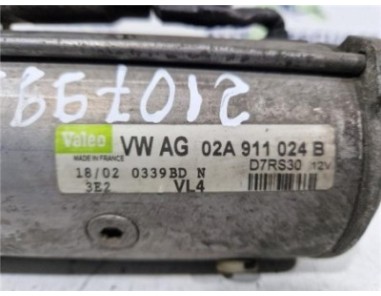 Valeo VW AG 02A 911 024 B
MADE IN FRANCE D7RS30 12V
18/02 0339BD N
3E2 VL4